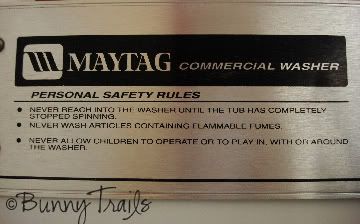 MAYTAG COMMERCIAL WASHER
PERSONAL SAFETY RULES
• NEVER REACH INTO THE WASHER UNTIL THE TUB HAS COMPLETELY
STOPPED SPINNING.
• NEVER WASH ARTICLES CONTAINING FLAMMABLE FUMES.
• NEVER ALLOW CHILDREN TO OPERATE OR TO PLAY IN, WITH OR AROUND
THE WASHER.
©Bunny Trails